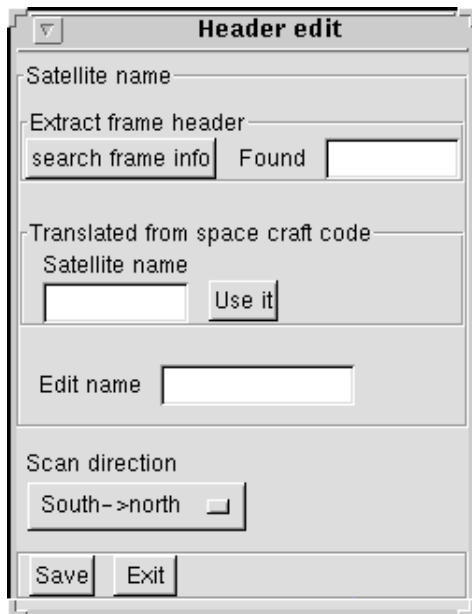 Header edit
Satellite name
Extract frame header
search frame info Found
Translated from space craft code
Satellite name
Use it
Edit name
Scan direction
South->north
Save Exit